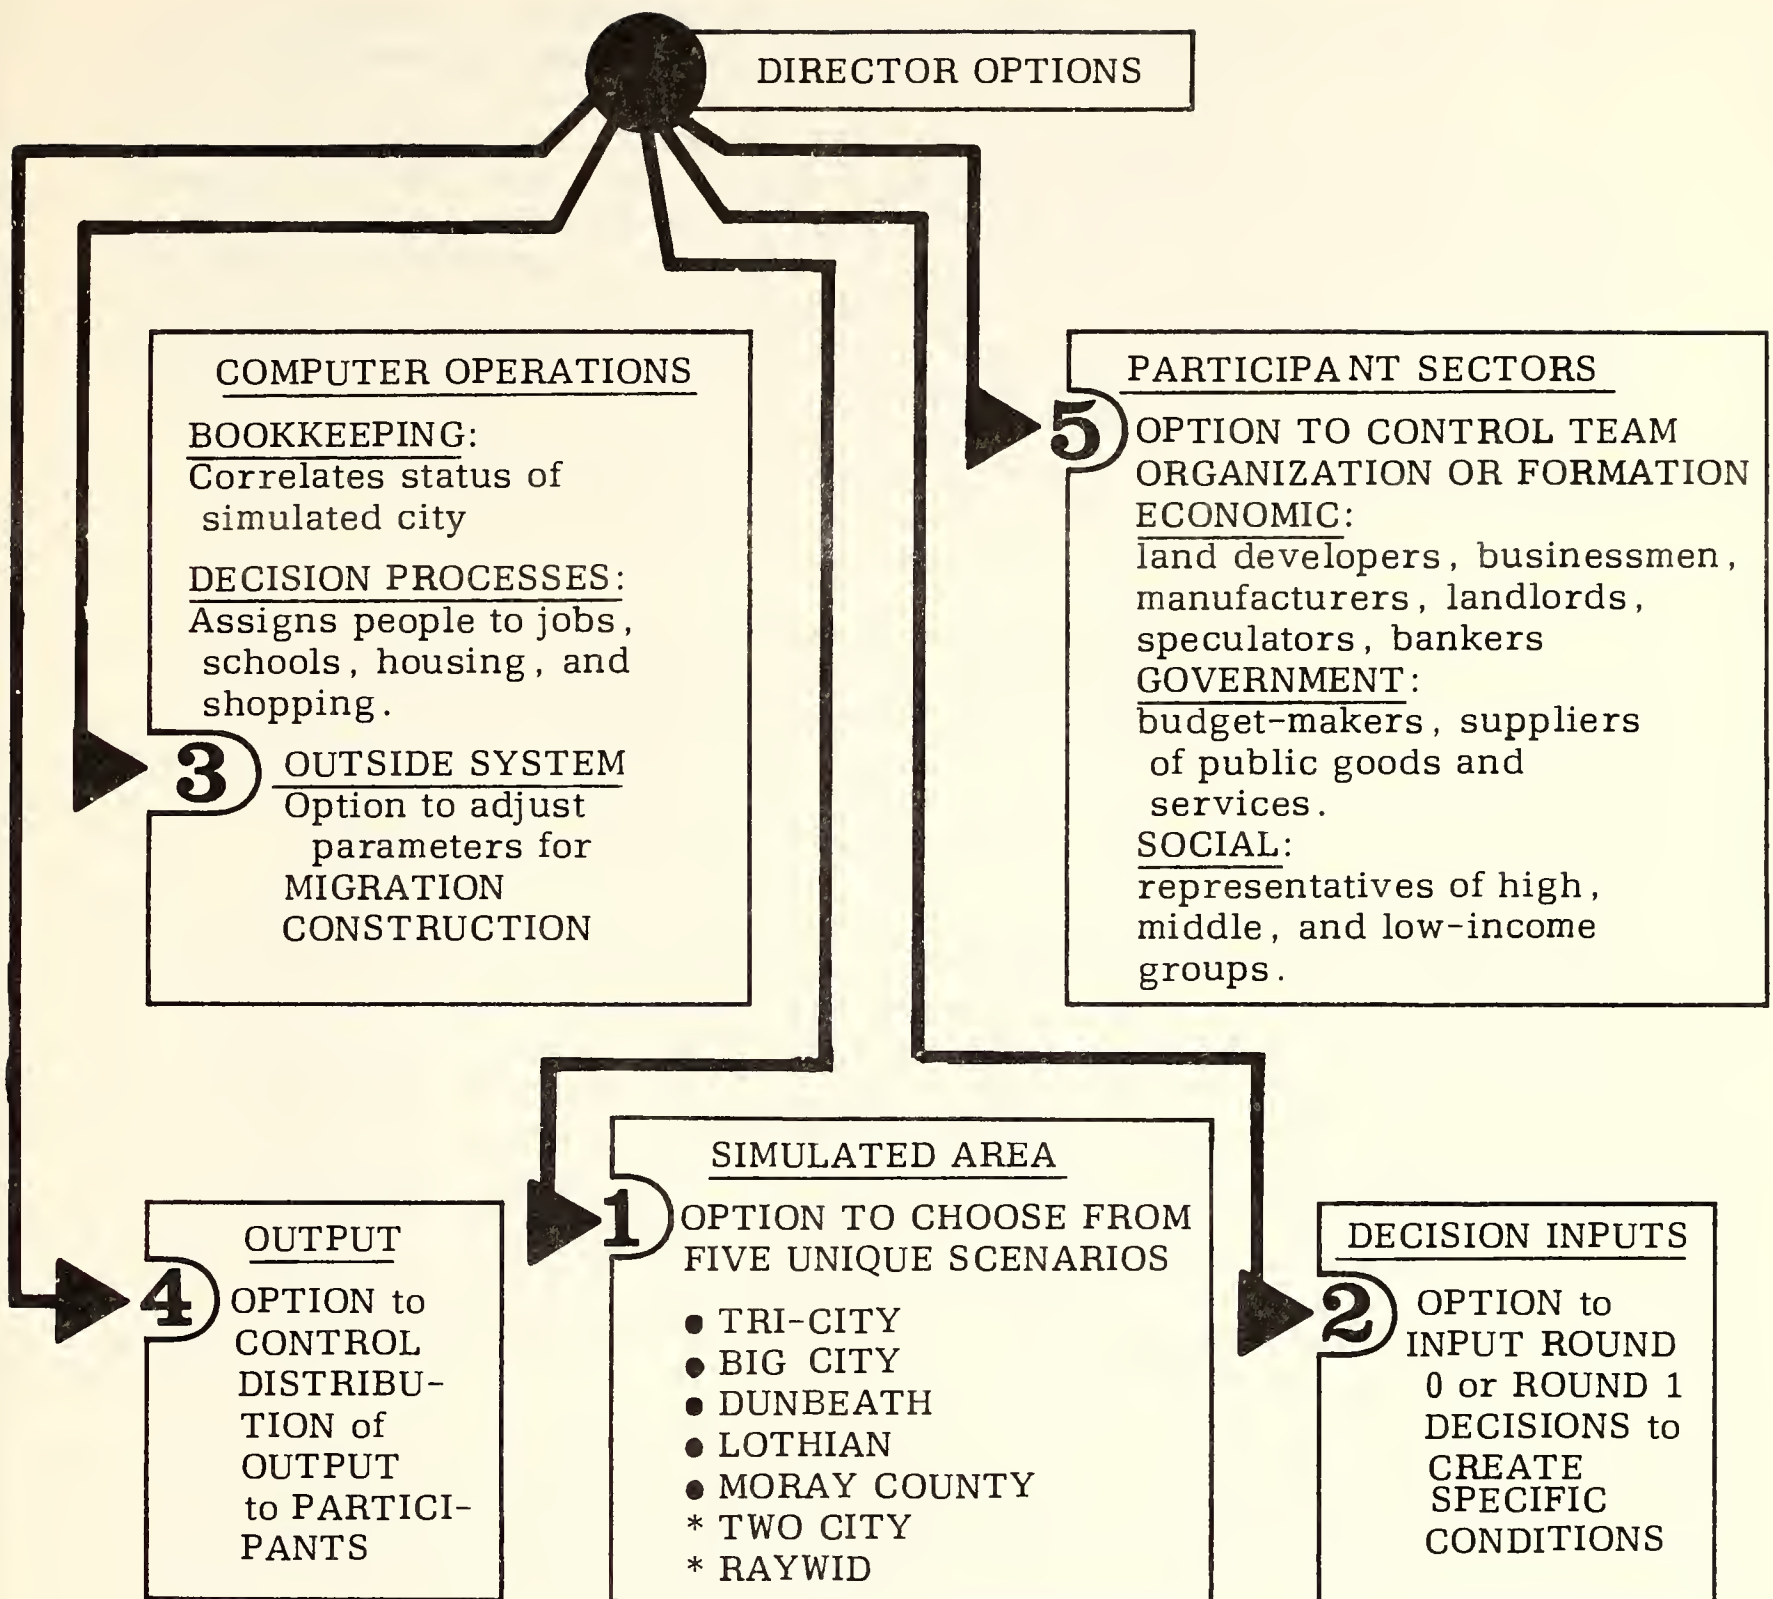 DIRECTOR OPTIONS
COMPUTER OPERATIONS
BOOKKEEPING:
Correlates status of
simulated city
DECISION PROCESSES:
Assigns people to jobs,
schools, housing, and
shopping.
3
OUTSIDE SYSTEM
Option to adjust
parameters for
MIGRATION
CONSTRUCTION
PARTICIPANT SECTORS
5
OPTION TO CONTROL TEAM
ORGANIZATION OR FORMATION
ECONOMIC:
land developers, businessmen,
manufacturers, landlords,
speculators, bankers
GOVERNMENT:
budget-makers, suppliers
of public goods and
services.
SOCIAL:
representatives of high,
middle, and low-income
groups.
OUTPUT
4
OPTION to
CONTROL
DISTRIBU-
TION of
OUTPUT
to PARTICI-
PANTS
SIMULATED AREA
1
OPTION TO CHOOSE FROM
FIVE UNIQUE SCENARIOS
• TRI-CITY
• BIG CITY
• DUNBEATH
• LOTHIAN
• MORAY COUNTY
* TWO CITY
* RAYWID
DECISION INPUTS
2
OPTION to
INPUT ROUND
0 or ROUND 1
DECISIONS to
CREATE
SPECIFIC
CONDITIONS